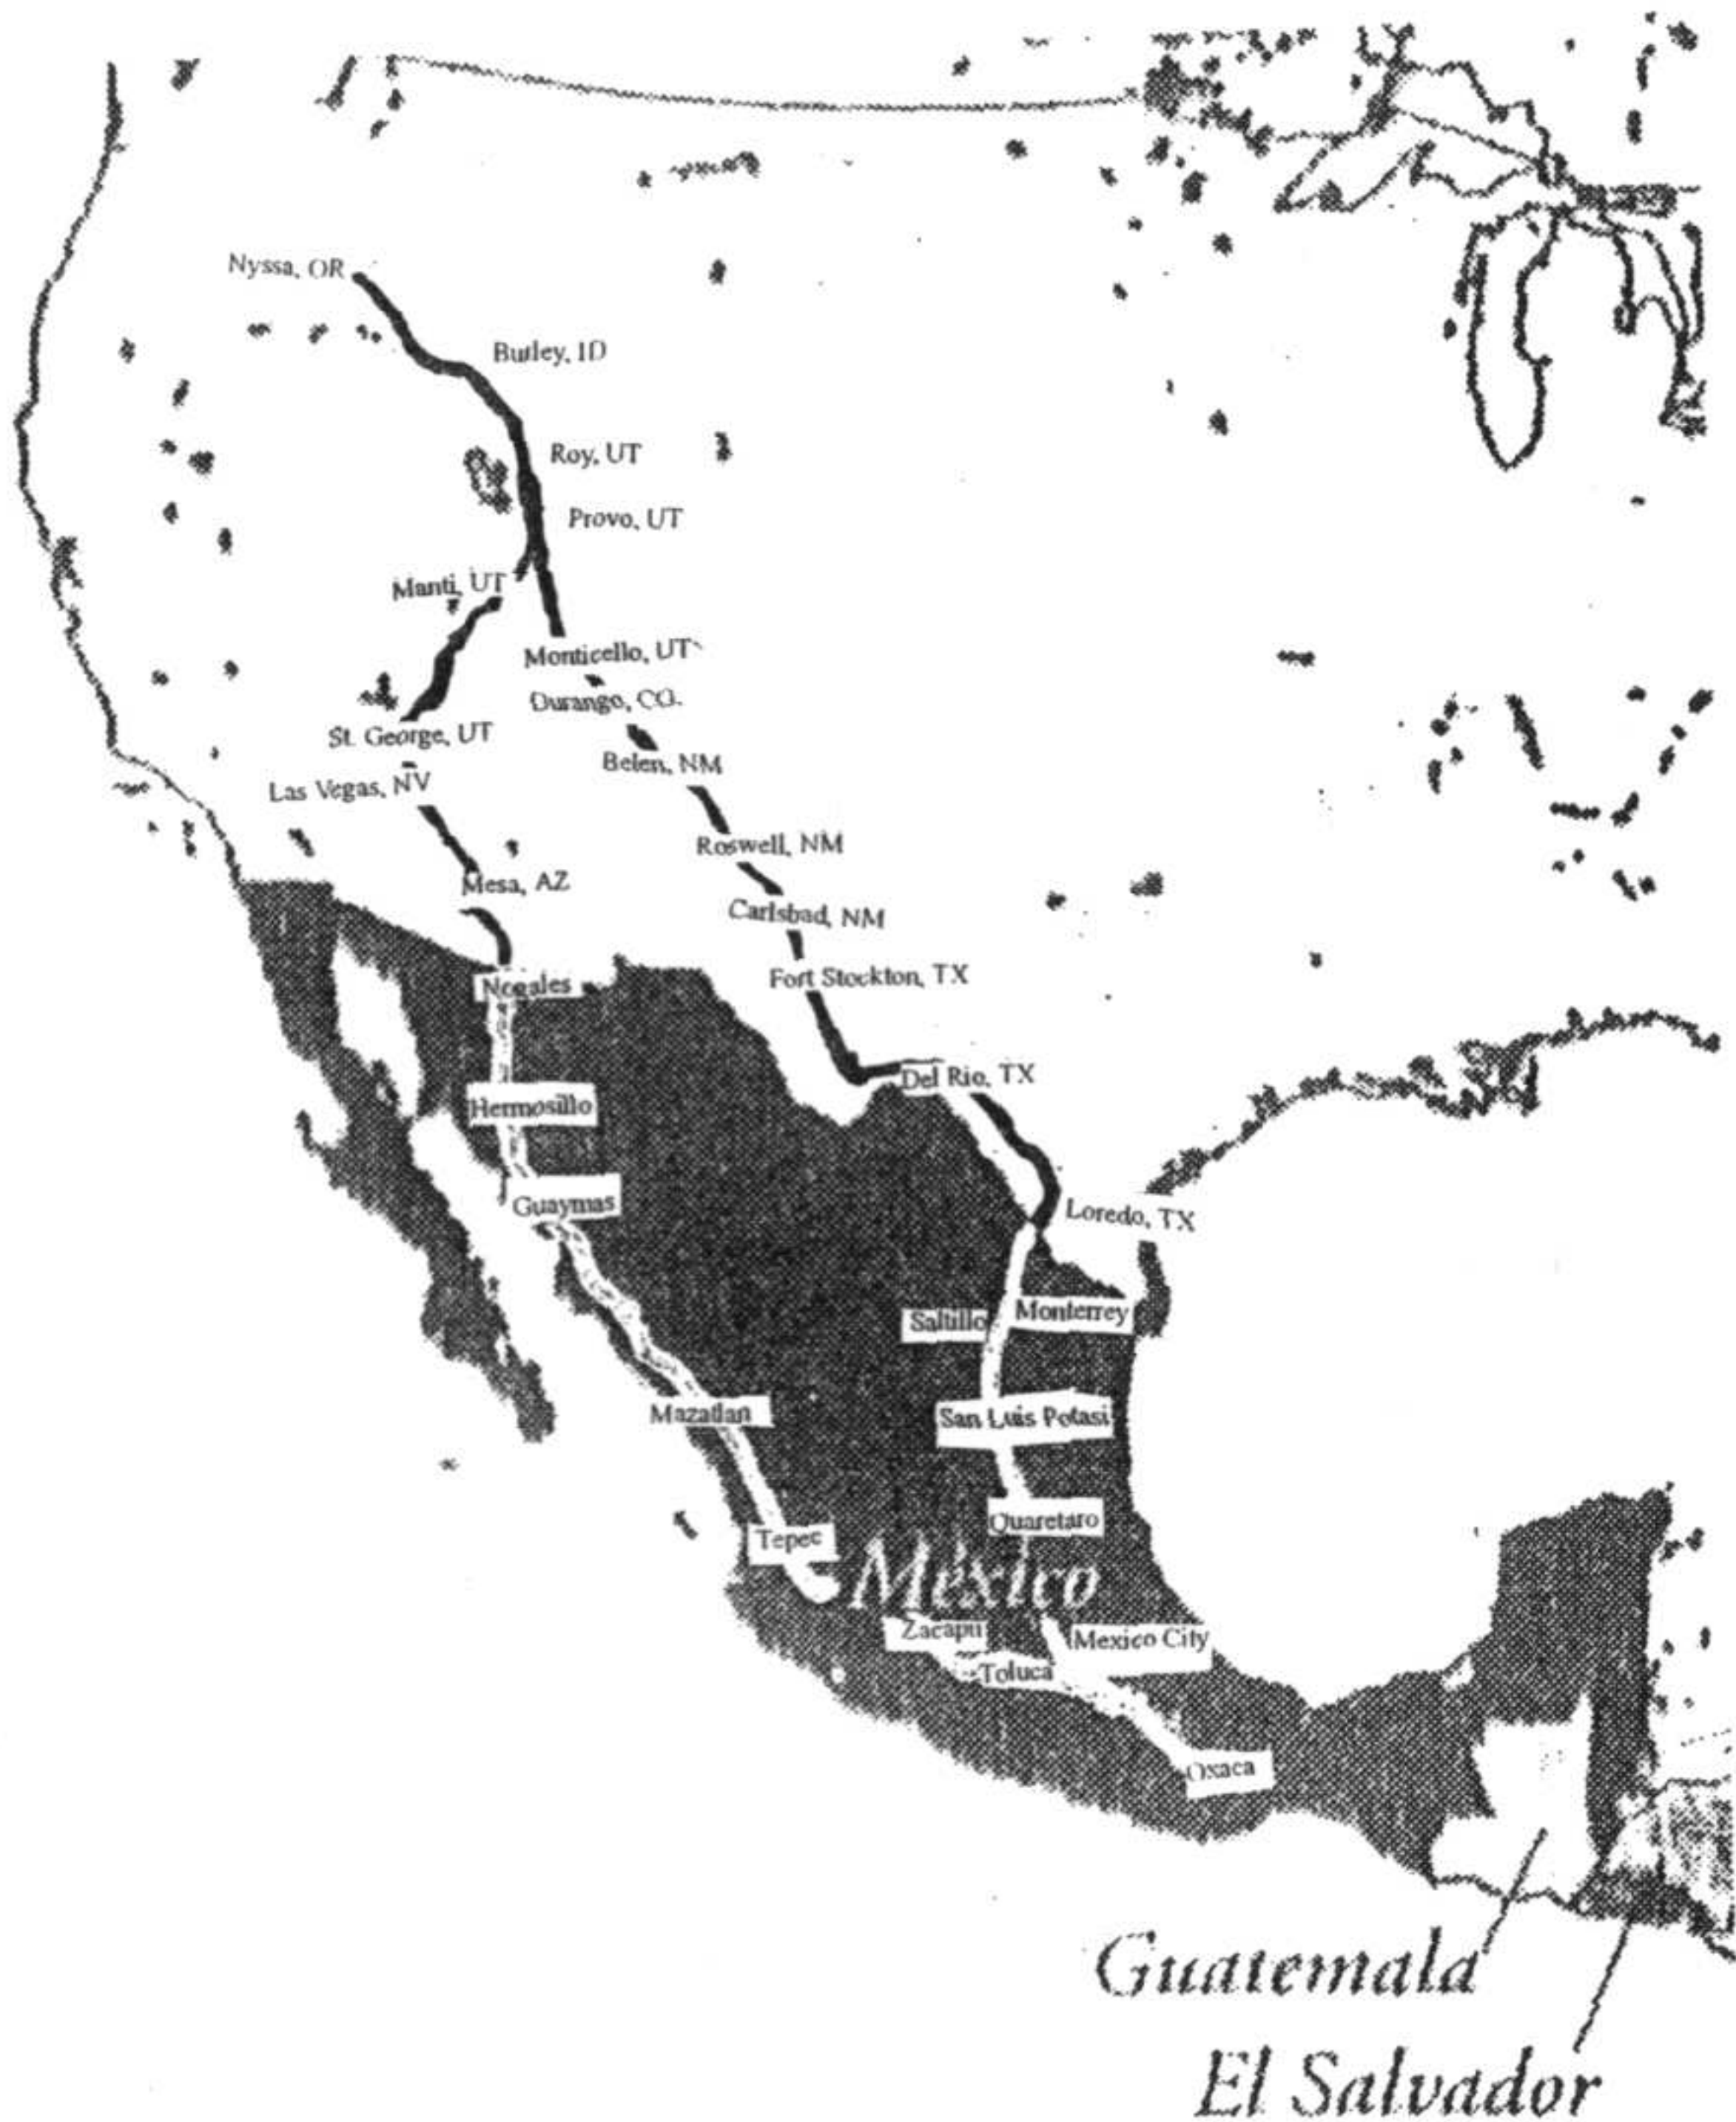 Nyssa, OR
Burley, ID
Roy, UT
Provo, UT
Manti, UT
Monticello, UT
Durango, CO.
St. George, UT
Belen, NM
Las Vegas, NV
Roswell, NM
Mesa, AZ
Carlsbad, NM
Fort Stockton, TX
Nogales
Del Rio, TX
Hermosillo
Guaymas
Loredo, TX
Saltillo
Monterrey
Mazatlan
San Luis Potasi
Quaretaro
Tepec
México
Zacapu
Mexico City
Toluca
Oxaca
Guatemala
El Salvador